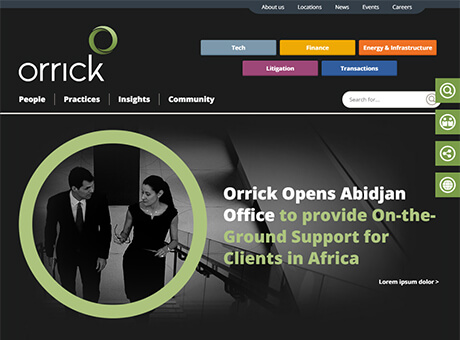 About us Locations News Events Careers
orrick
Tech Finance Energy & Infrastructure
Litigation Transactions
People Practices Insights Community
Search for...
Orrick Opens Abidjan
Office to provide On-the-
Ground Support for
Clients in Africa
Lorem ipsum dolor >